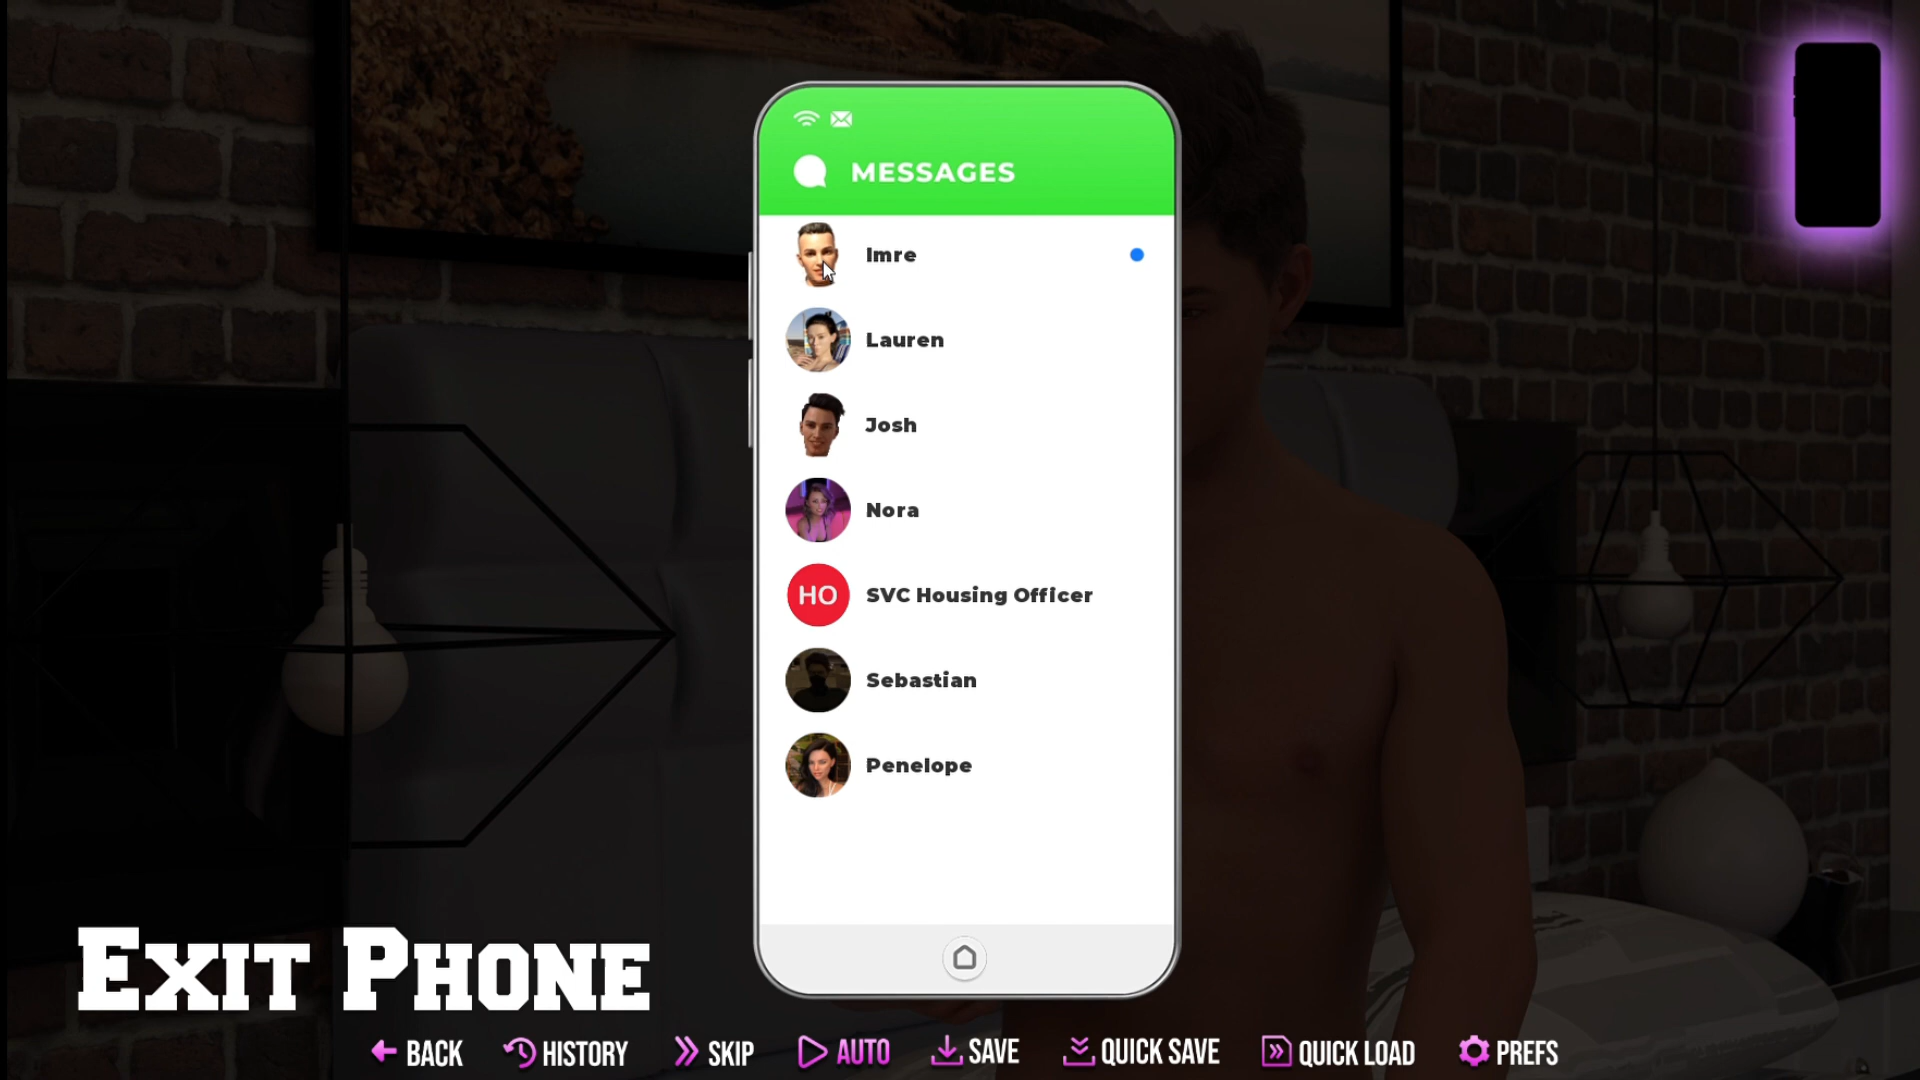 MESSAGES
Imre
Lauren
Josh
Nora
HO SVC Housing Officer
Sebastian
Penelope
EXIT PHONE
BACK HISTORY SKIP AUTO SAVE QUICK SAVE QUICK LOAD PREFS